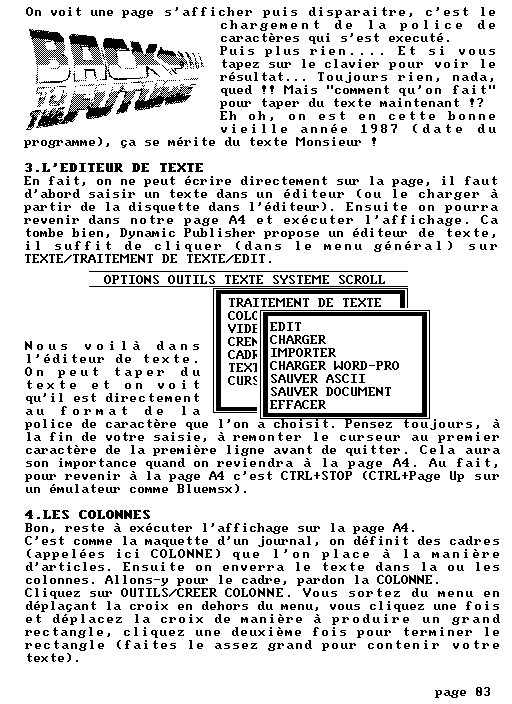 On voit une page s'afficher puis disparaitre, c'est le
chargement de la police de
caractères qui s'est executé.
Puis plus rien.... Et si vous
tapez sur le clavier pour voir le
résultat... Toujours rien, nada,
qued !! Mais "comment qu'on fait"
pour taper du texte maintenant !?
Eh oh, on est en cette bonne
vieille année 1987 (date du
programme), ça se mérite du texte Monsieur !
BACK
TO THE FUTURE
3.L'EDITEUR DE TEXTE
En fait, on ne peut écrire directement sur la page, il faut
d'abord saisir un texte dans un éditeur (ou le charger à
partir de la disquette dans l'éditeur). Ensuite on pourra
revenir dans notre page A4 et exécuter l'affichage. Ca
tombe bien, Dynamic Publisher propose un éditeur de texte,
il suffit de cliquer (dans le menu général) sur
TEXTE/TRAITEMENT DE TEXTE/EDIT.
OPTIONS OUTILS TEXTE SYSTEME SCROLL
TRAITEMENT DE TEXTE
COLO
VIDE
CREN
CADR
TEXT
CURS
EDIT
CHARGER
IMPORTER
CHARGER WORD-PRO
SAUVER ASCII
SAUVER DOCUMENT
EFFACER
Nous voilà dans
l'éditeur de texte.
On peut taper du
texte et on voit
qu'il est directement
au format de la
police de caractère que l'on a choisit. Pensez toujours, à
la fin de votre saisie, à remonter le curseur au premier
caractère de la première ligne avant de quitter. Cela aura
son importance quand on reviendra à la page A4. Au fait,
pour revenir à la page A4 c'est CTRL+STOP (CTRL+Page Up sur
un émulateur comme Bluemsx).
4.LES COLONNES
Bon, reste à exécuter l'affichage sur la page A4.
C'est comme la maquette d'un journal, on définit des cadres
(appelées ici COLONNE) que l'on place à la manière
d'articles. Ensuite on enverra le texte dans la ou les
colonnes. Allons-y pour le cadre, pardon la COLONNE.
Cliquez sur OUTILS/CREER COLONNE. Vous sortez du menu en
déplaçant la croix en dehors du menu, vous cliquez une fois
et déplacez la croix de manière à produire un grand
rectangle, cliquez une deuxième fois pour terminer le
rectangle (faites le assez grand pour contenir votre
texte).
page 03